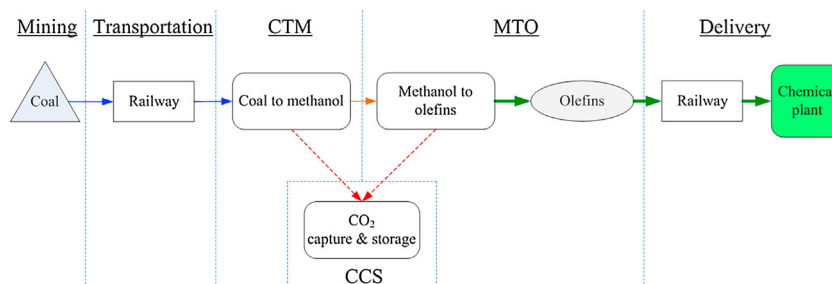 Mining
Transportation
CTM
MTO
Delivery
Coal
Railway
Coal to methanol
Methanol to
olefins
Olefins
Railway
Chemical
plant
CO₂
capture & storage
CCS